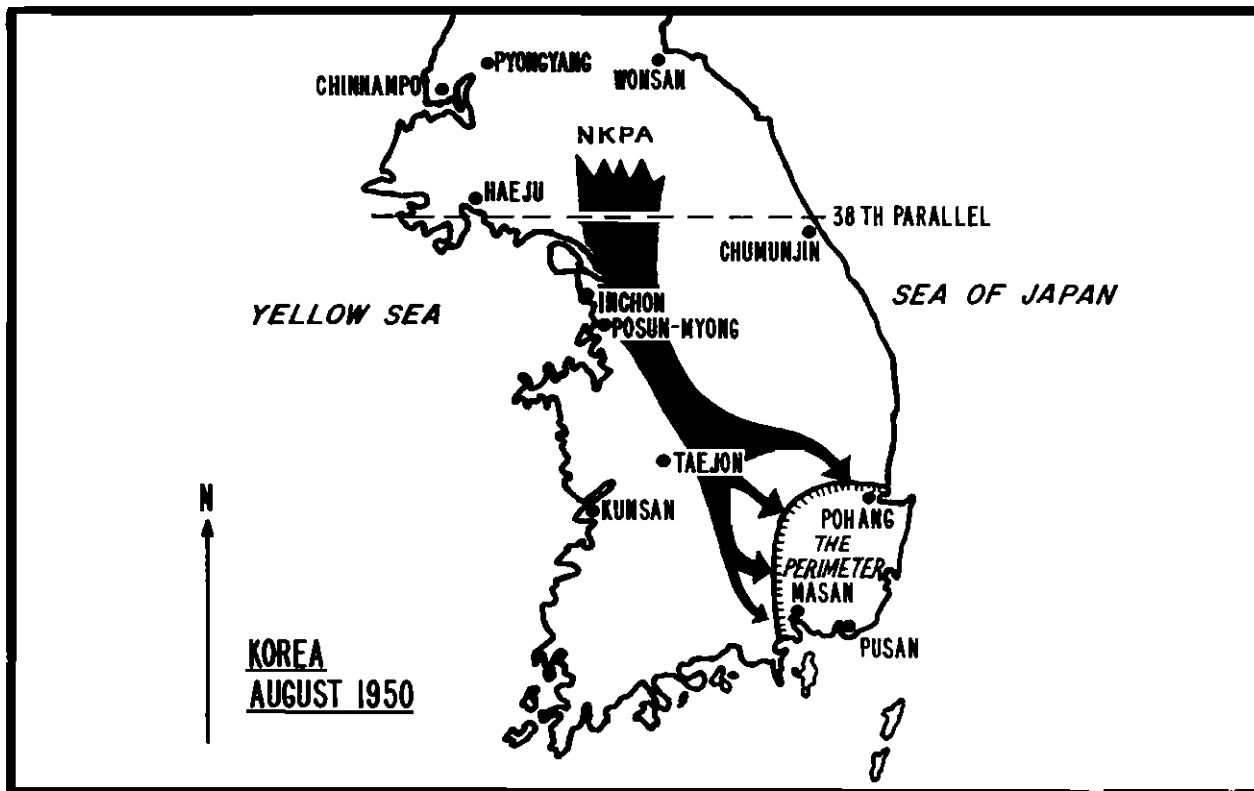 PYONGYANG
WONSAN
CHINNAMPO
NKPA
HAEJU
38 TH PARALLEL
CHUMUNJIN
SEA OF JAPAN
INCHON
YELLOW SEA
POSUN-MYONG
TAEJON
N
KUNSAN
POHANG
THE
PERIMETER
MASAN
PUSAN
KOREA
AUGUST 1950